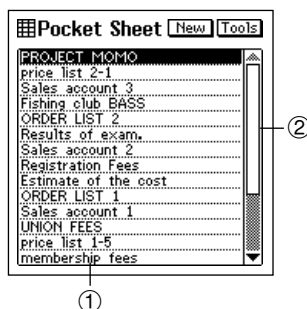 Pocket Sheet New Tools
PROJECT MOMO
price list 2-1
Sales account 3
Fishing club BASS
ORDER LIST 2
Results of exam.
Sales account 2
Registration Fees
Estimate of the cost
ORDER LIST 1
Sales account 1
UNION FEES
price list 1-5
membership fees
②
①